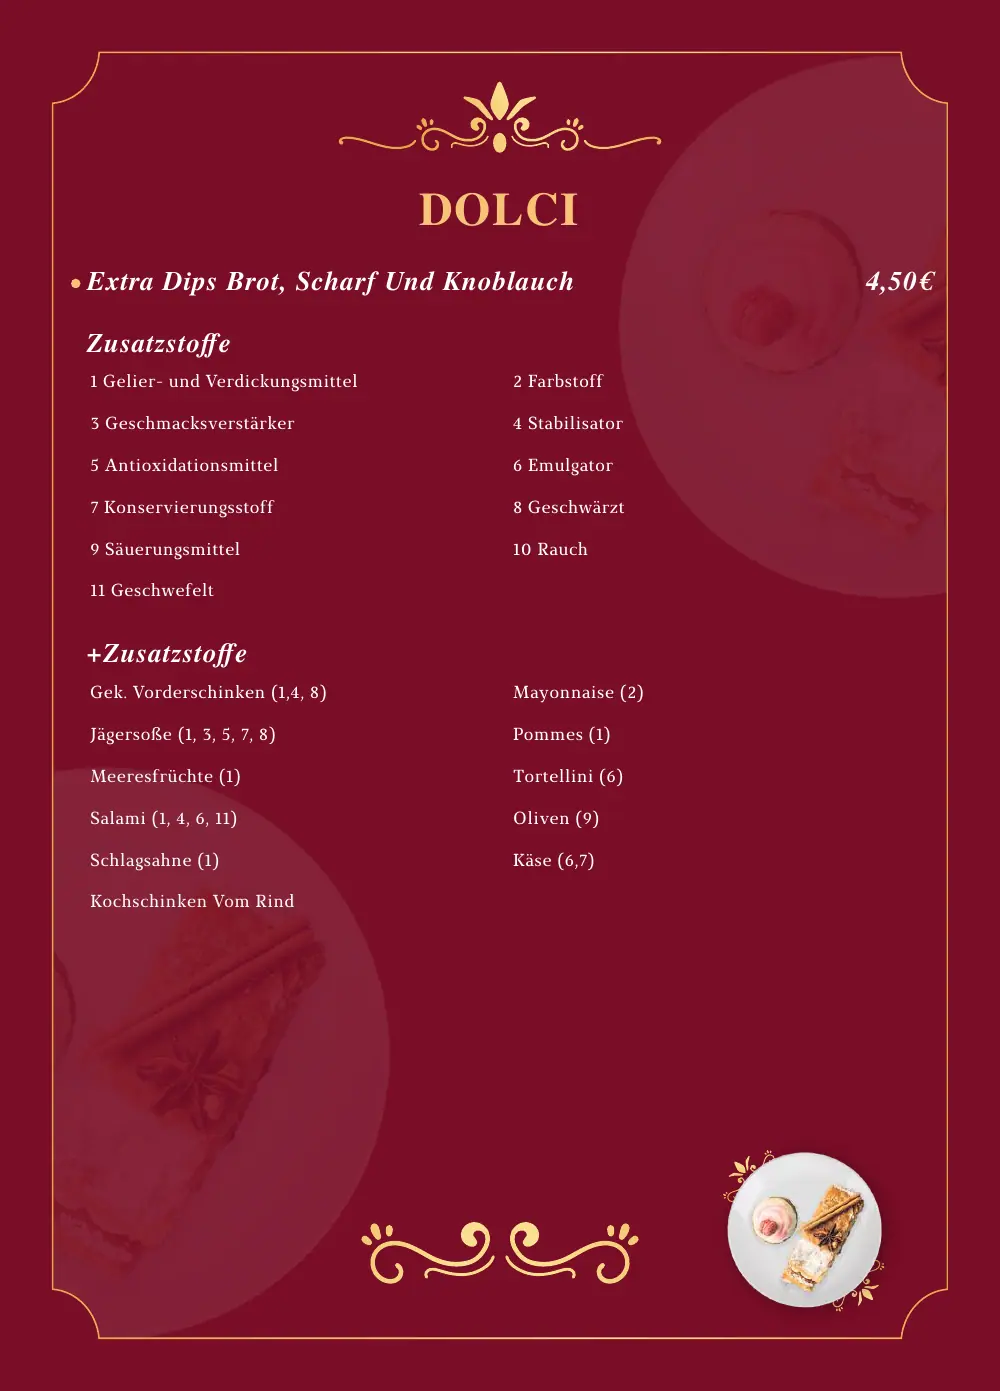 DOLCI
Extra Dips Brot, Scharf Und Knoblauch 4,50€
Zusatzstoffe
1 Gelier- und Verdickungsmittel 2 Farbstoff
3 Geschmacksverstärker 4 Stabilisator
5 Antioxidationsmittel 6 Emulgator
7 Konservierungsstoff 8 Geschwärzt
9 Säuerungsmittel 10 Rauch
11 Geschwefelt
+Zusatzstoffe
Gek. Vorderschinken (1,4, 8) Mayonnaise (2)
Jägersoße (1, 3, 5, 7, 8) Pommes (1)
Meeresfrüchte (1) Tortellini (6)
Salami (1, 4, 6, 11) Oliven (9)
Schlagsahne (1) Käse (6,7)
Kochschinken Vom Rind